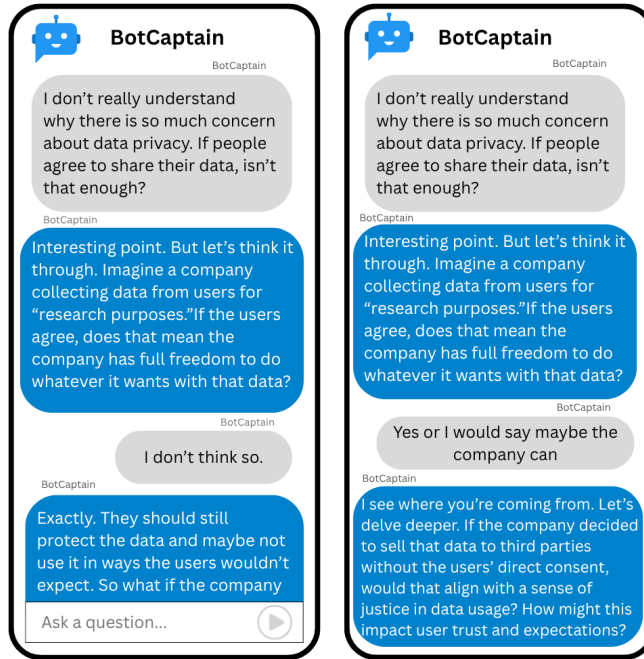 BotCaptain
BotCaptain
I don’t really understand
why there is so much concern
about data privacy. If people
agree to share their data, isn’t
that enough?
BotCaptain
Interesting point. But let’s think it
through. Imagine a company
collecting data from users for
“research purposes.”If the users
agree, does that mean the
company has full freedom to do
whatever it wants with that data?
BotCaptain
I don’t think so.
BotCaptain
Exactly. They should still
protect the data and maybe not
use it in ways the users wouldn’t
expect. So what if the company
Ask a question...
BotCaptain
BotCaptain
I don’t really understand
why there is so much concern
about data privacy. If people
agree to share their data, isn’t
that enough?
BotCaptain
Interesting point. But let’s think it
through. Imagine a company
collecting data from users for
“research purposes.”If the users
agree, does that mean the
company has full freedom to do
whatever it wants with that data?
BotCaptain
Yes or I would say maybe the
company can
BotCaptain
I see where you’re coming from. Let’s
delve deeper. If the company decided
to sell that data to third parties
without the users’ direct consent,
would that align with a sense of
justice in data usage? How might this
impact user trust and expectations?